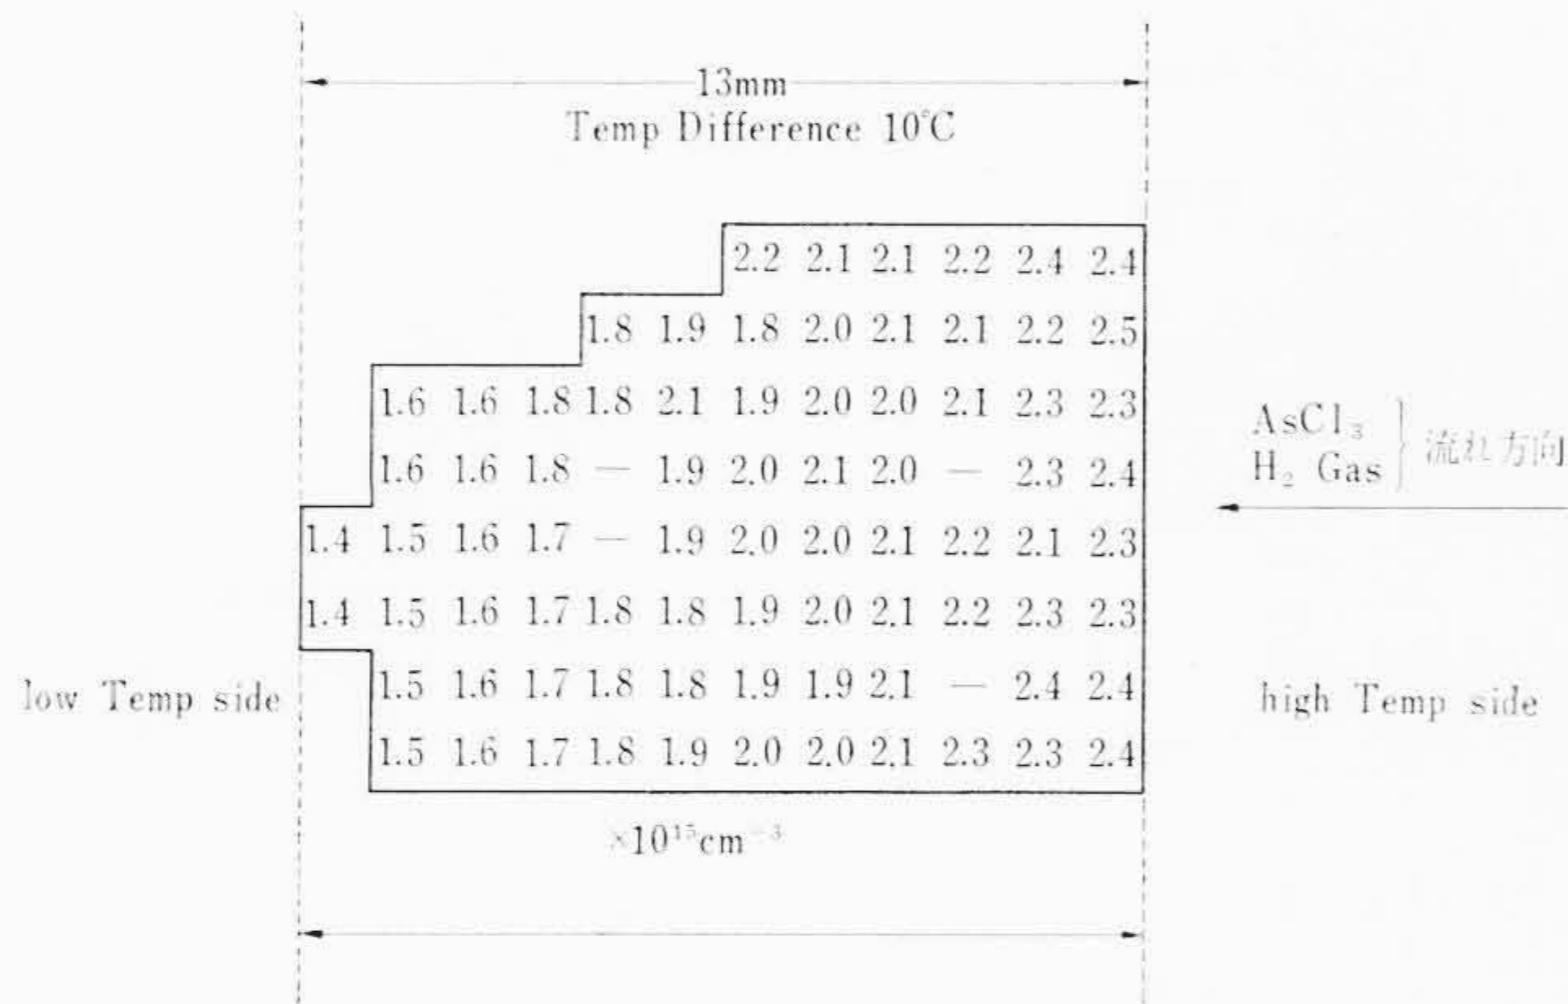 13mm
Temp Difference 10°C
2.2 2.1 2.1 2.2 2.4 2.4
1.8 1.9 1.8 2.0 2.1 2.1 2.2 2.5
1.6 1.6 1.8 1.8 2.1 1.9 2.0 2.0 2.1 2.3 2.3
1.6 1.6 1.8 — 1.9 2.0 2.1 2.0 — 2.3 2.4
1.4 1.5 1.6 1.7 — 1.9 2.0 2.0 2.1 2.2 2.1 2.3
1.4 1.5 1.6 1.7 1.8 1.8 1.9 2.0 2.1 2.2 2.3 2.3
1.5 1.6 1.7 1.8 1.8 1.9 1.9 2.1 — 2.4 2.4
1.5 1.6 1.7 1.8 1.9 2.0 2.0 2.1 2.3 2.3 2.4
×10¹⁵cm⁻³
low Temp side
AsCl₃
H₂ Gas
流れ方向
high Temp side